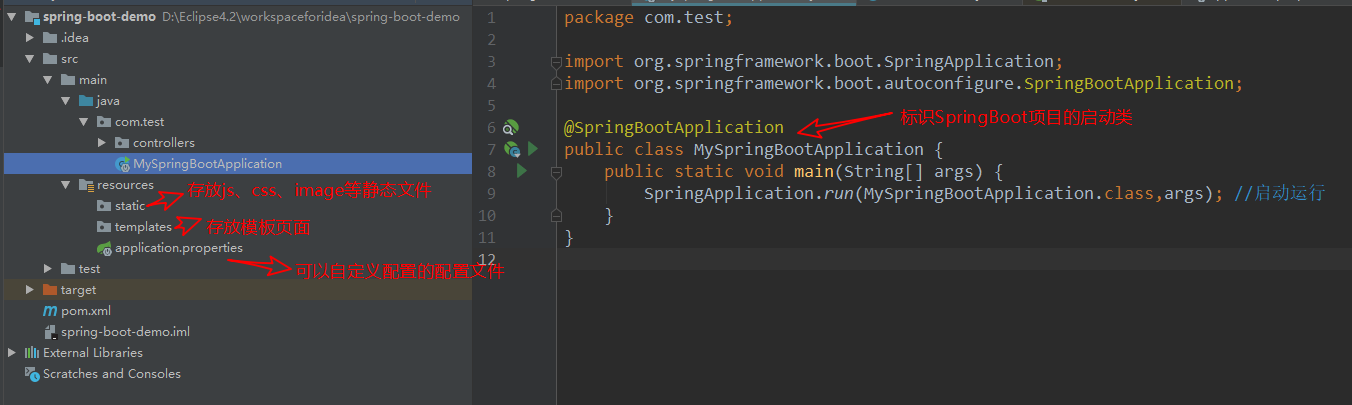 spring-boot-demo D:\Eclipse4.2\workspaceforidea\spring-boot-demo
.idea
src
main
java
com.test
controllers
MySpringBootApplication
resources
存放js、css、image等静态文件
static
templates
存放模板页面
application.properties
可以自定义配置的配置文件
test
target
pom.xml
spring-boot-demo.iml
External Libraries
Scratches and Consoles
1 package com.test;
2
3 import org.springframework.boot.SpringApplication;
4 import org.springframework.boot.autoconfigure.SpringBootApplication;
5
标识SpringBoot项目的启动类
6 @SpringBootApplication
7 public class MySpringBootApplication {
8 public static void main(String[] args) {
9 SpringApplication.run(MySpringBootApplication.class,args); //启动运行
10 }
11 }
12